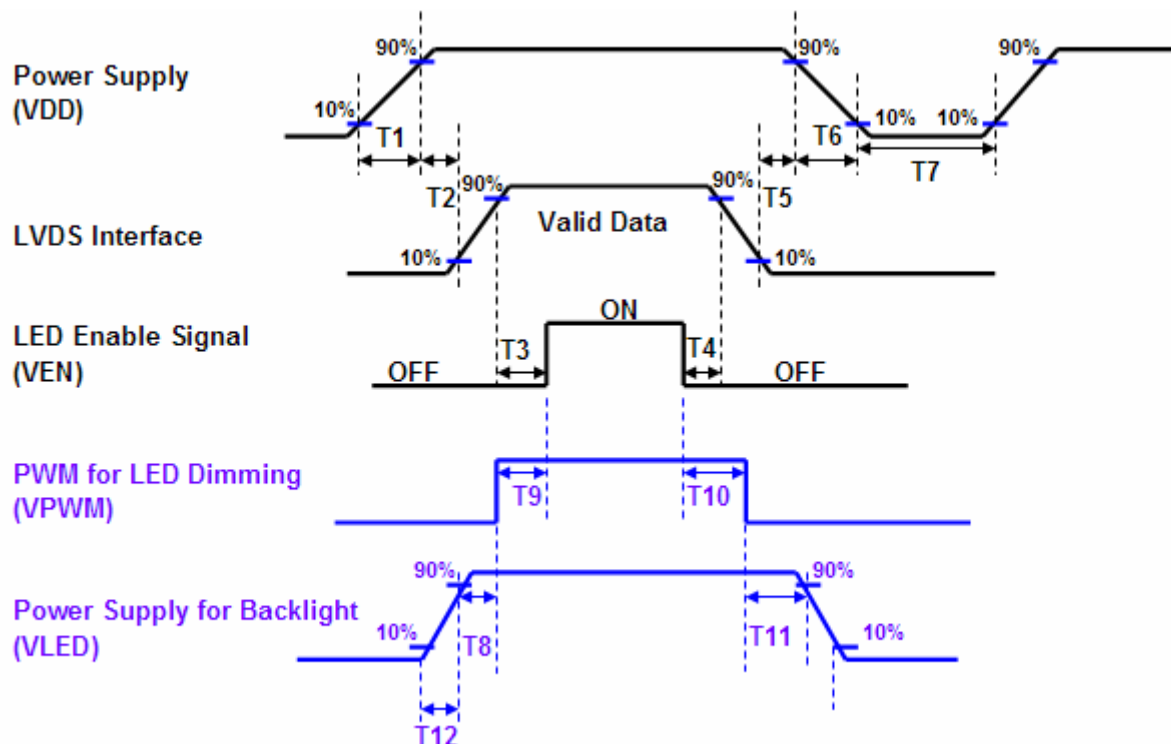 90%
90%
90%
Power Supply
(VDD)
10%
10%
10%
T1
T6
T7
T2
90%
90%
T5
LVDS Interface
Valid Data
10%
10%
LED Enable Signal
(VEN)
ON
T3
T4
OFF
OFF
PWM for LED Dimming
(VPWM)
T9
T10
90%
90%
Power Supply for Backlight
(VLED)
10%
T8
T11
10%
T12